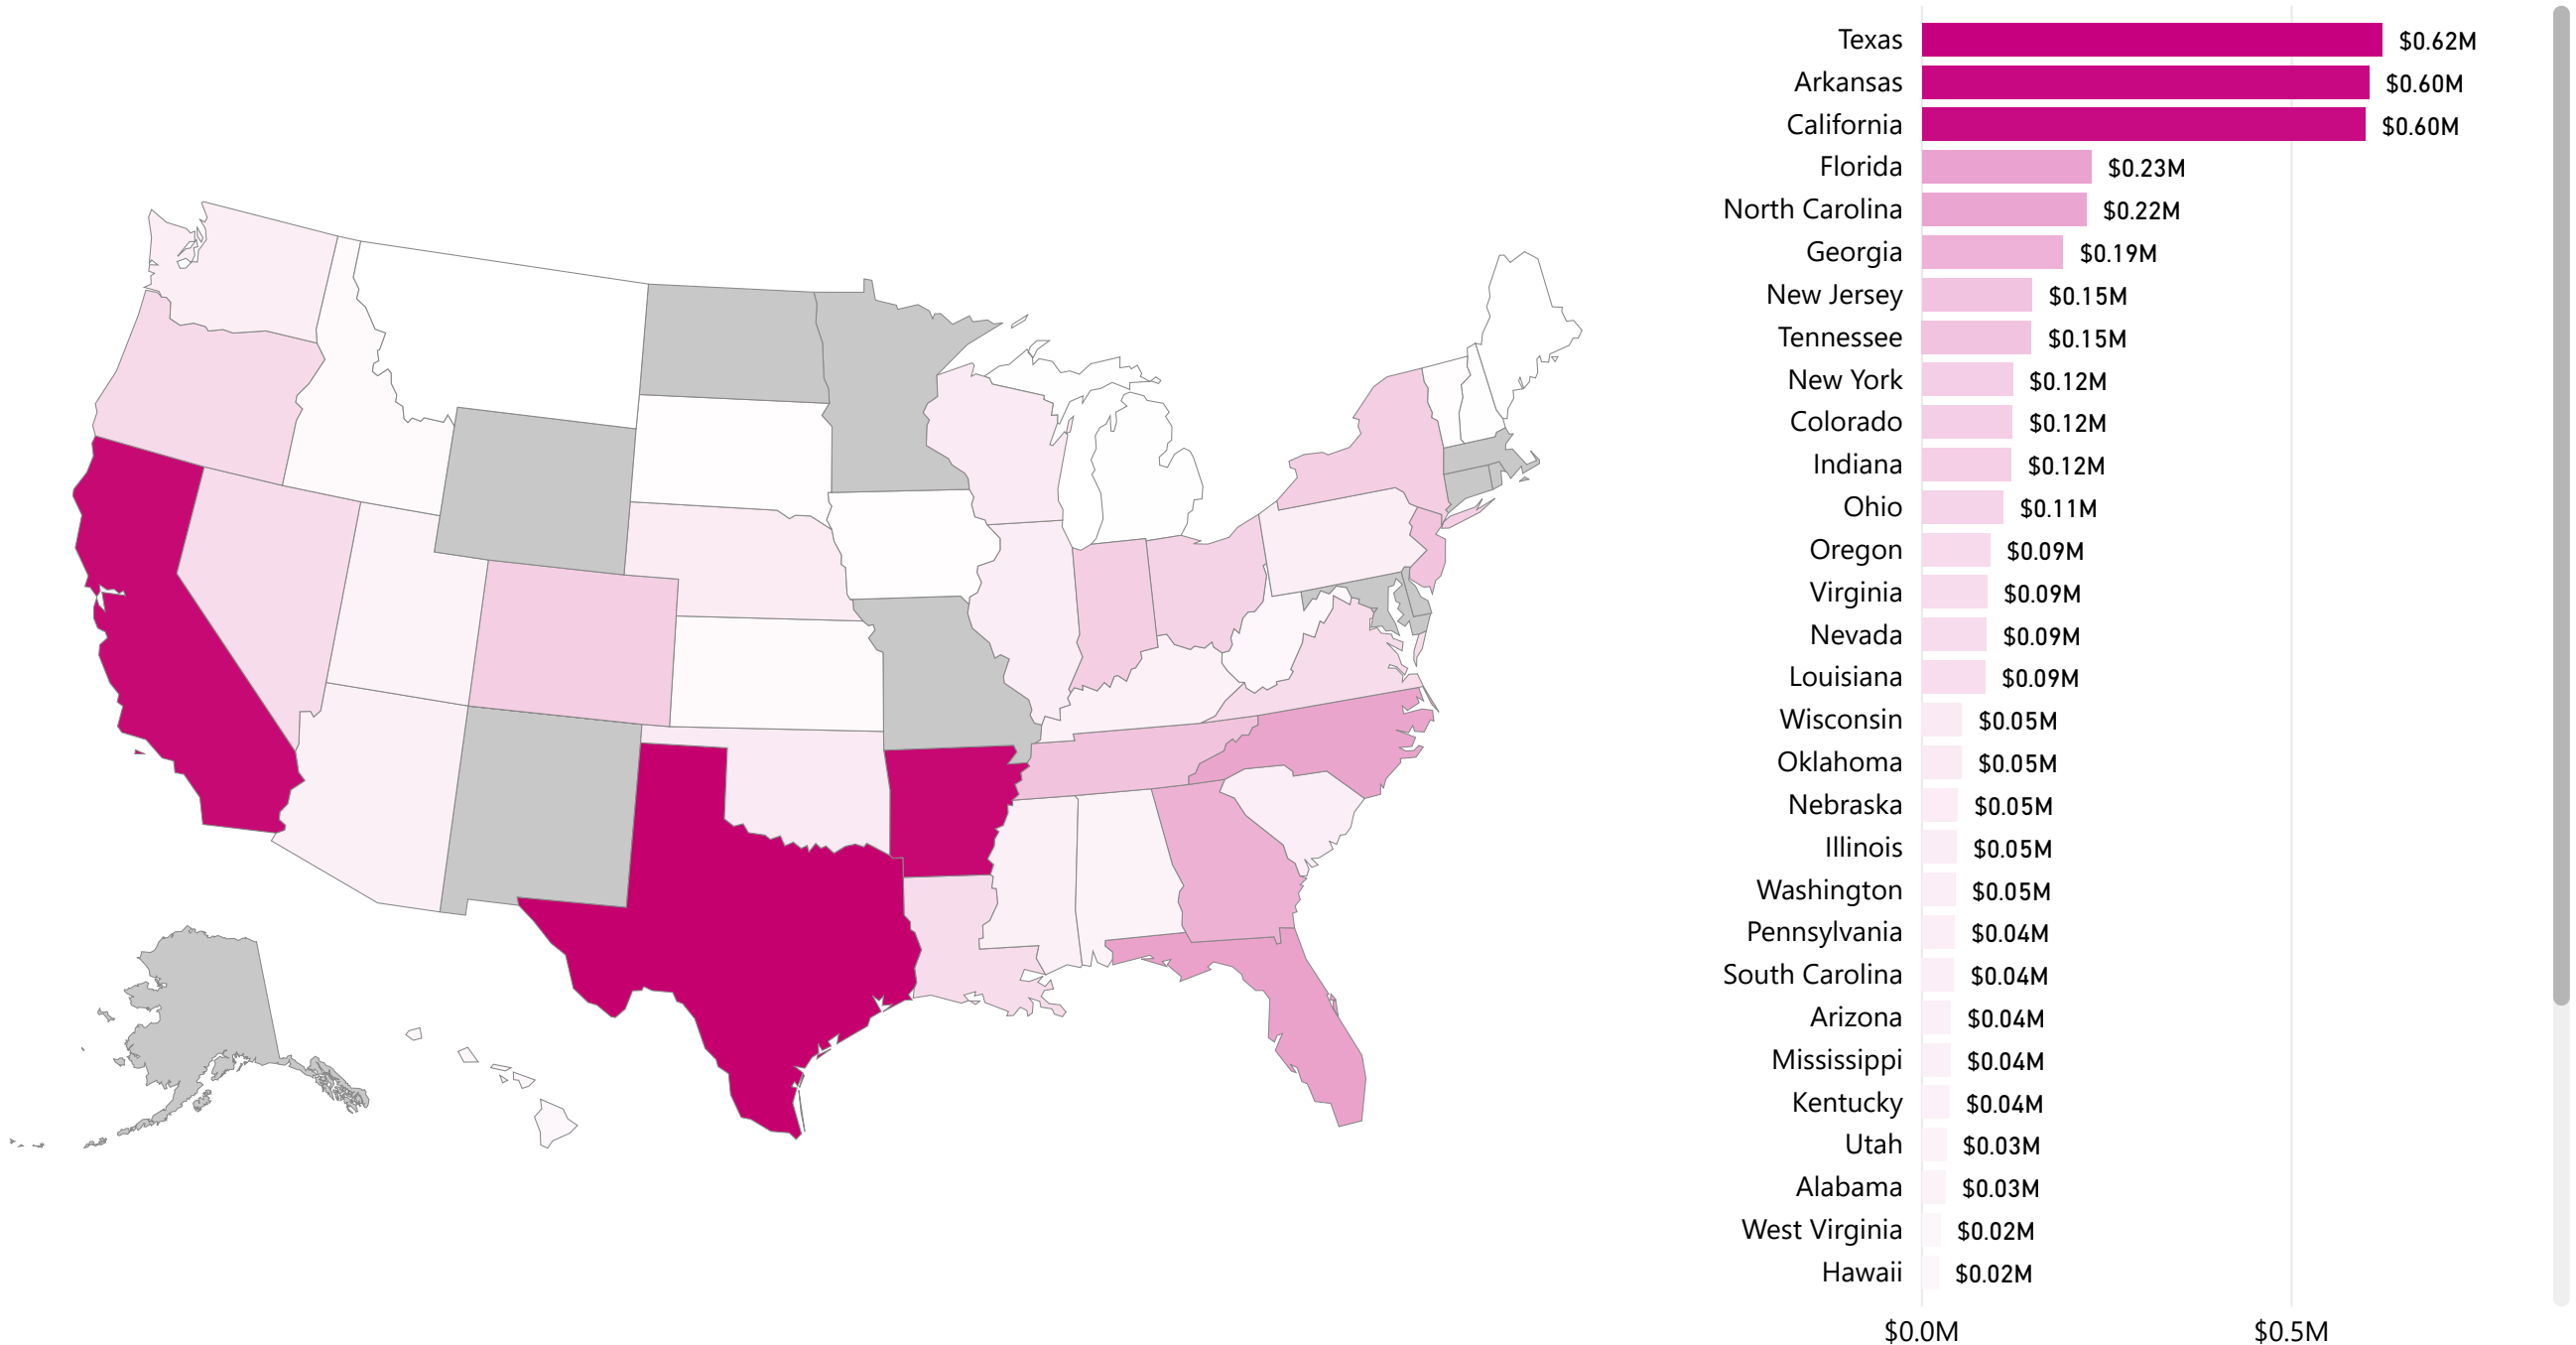 Texas $0.62M
Arkansas $0.60M
California $0.60M
Florida $0.23M
North Carolina $0.22M
Georgia $0.19M
New Jersey $0.15M
Tennessee $0.15M
New York $0.12M
Colorado $0.12M
Indiana $0.12M
Ohio $0.11M
Oregon $0.09M
Virginia $0.09M
Nevada $0.09M
Louisiana $0.09M
Wisconsin $0.05M
Oklahoma $0.05M
Nebraska $0.05M
Illinois $0.05M
Washington $0.05M
Pennsylvania $0.04M
South Carolina $0.04M
Arizona $0.04M
Mississippi $0.04M
Kentucky $0.04M
Utah $0.03M
Alabama $0.03M
West Virginia $0.02M
Hawaii $0.02M
$0.0M $0.5M